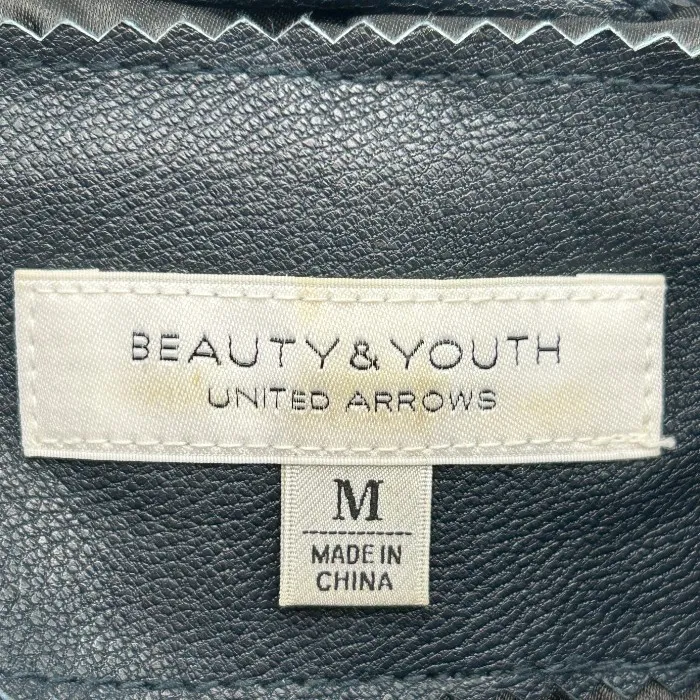 BEAUTY & YOUTH
UNITED ARROWS
M
MADE IN
CHINA